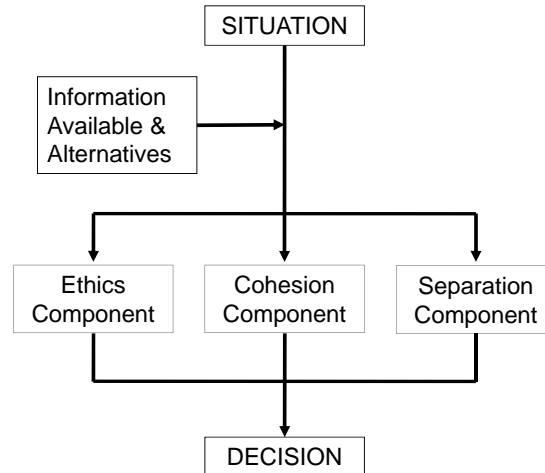 SITUATION
Information
Available &
Alternatives
Ethics
Component
Cohesion
Component
Separation
Component
DECISION